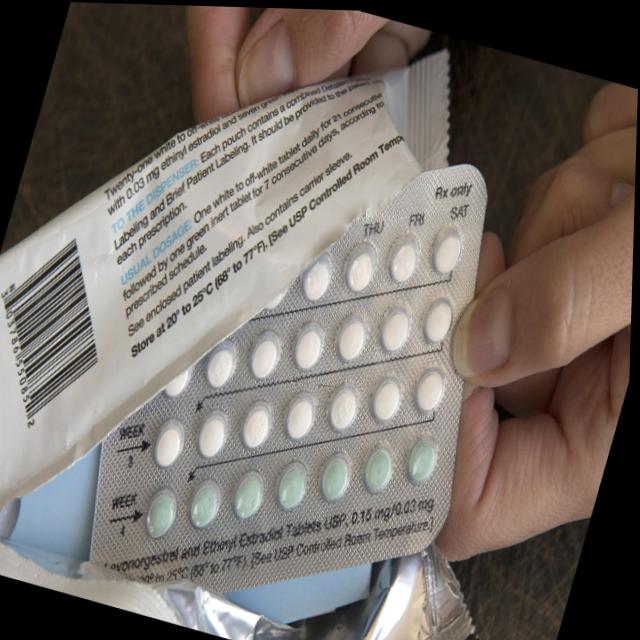 Twenty-one white to off
with 0.03 mg ethinyl estradiol and seven
TO THE DISPENSER: Each pouch contains a combined
Labeling and Brief Patient Labeling. It should be provided to the
each prescription.
USUAL DOSAGE: One white to off-white tablet daily for 21 consecutive
followed by one green inert tablet for 7 consecutive days, according
prescribed schedule.
See enclosed patient labeling. Also contains carrier sleeve.
Store at 20° to 25°C (68° to 77°F), [See USP Controlled Room Temp
Rx only
THU FRI SAT
WEEK
3
WEEK
4
Levonorgestrel and Ethinyl Estradiol Tablets USP, 0.15 mg/0.03 mg
20° to 25°C (68° to 77°F). [See USP Controlled Room Temperature.]